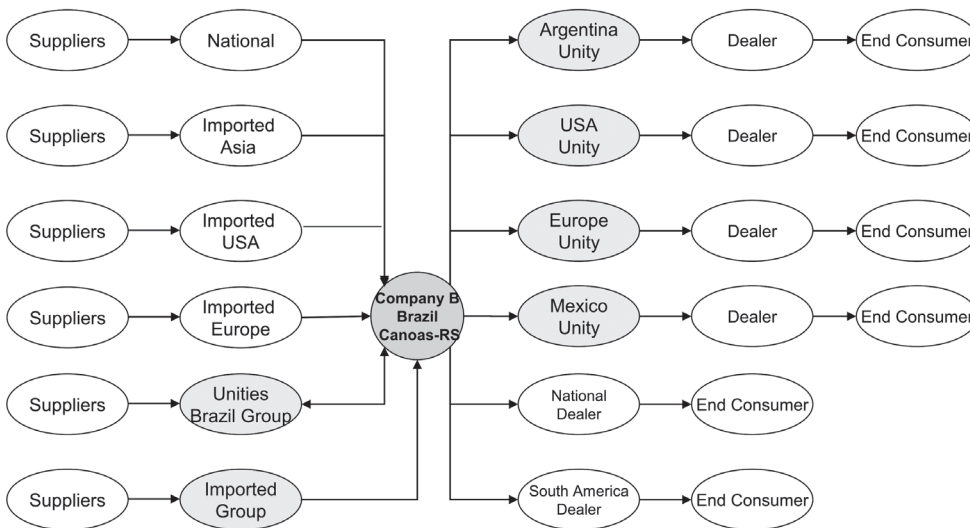 Suppliers
National
Argentina
Unity
Dealer
End Consumer
Suppliers
Imported
Asia
USA
Unity
Dealer
End Consumer
Suppliers
Imported
USA
Europe
Unity
Dealer
End Consumer
Suppliers
Imported
Europe
Company B
Brazil
Canoas-RS
Mexico
Unity
Dealer
End Consumer
Suppliers
Unities
Brazil Group
National
Dealer
End Consumer
Suppliers
Imported
Group
South America
Dealer
End Consumer